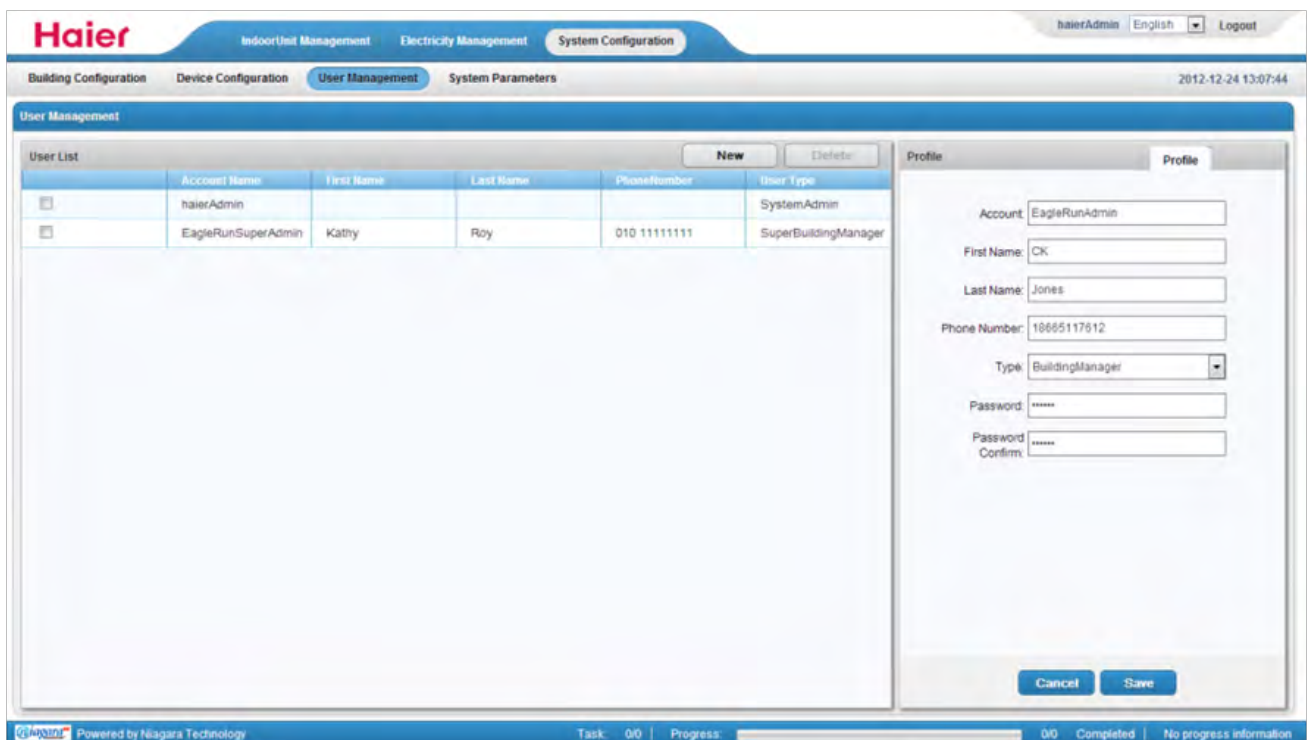 Haier
IndoorUnit Management Electricity Management System Configuration
haierAdmin English Logout
Building Configuration Device Configuration User Management System Parameters 2012-12-24 13:07:44
User Management
User List New Delete
Account Name First Name Last Name PhoneNumber User Type
haierAdmin SystemAdmin
EagleRunSuperAdmin Kathy Roy 010 11111111 SuperBuildingManager
Profile Profile
Account: EagleRunAdmin
First Name: CK
Last Name: Jones
Phone Number: 18665117612
Type: BuildingManager
Password: ••••••
Password
Confirm: ••••••
Cancel Save
Niagara Powered by Niagara Technology Task: 0/0 | Progress: 0/0 Completed | No progress information